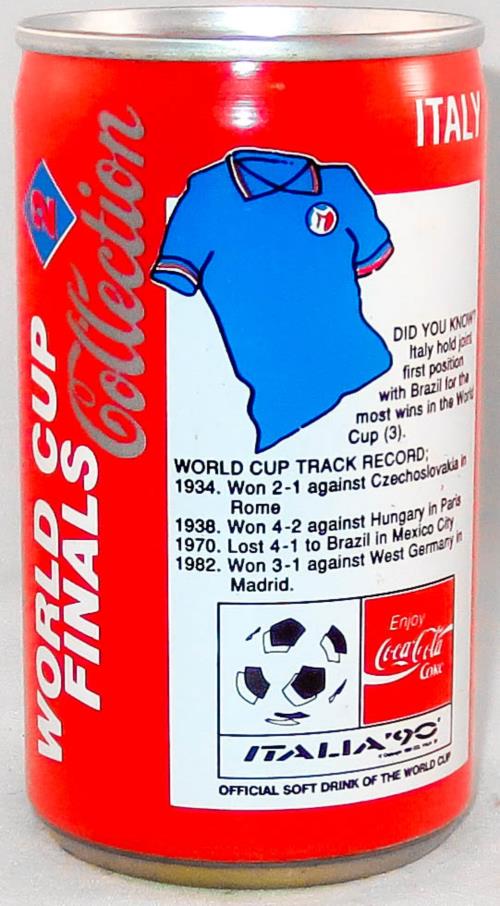 ITALY
2
WORLD CUP
FINALS
Collection
DID YOU KNOW?
Italy hold joint
first position
with Brazil for the
most wins in the World
Cup (3).
WORLD CUP TRACK RECORD;
1934. Won 2-1 against Czechoslovakia in
Rome
1938. Won 4-2 against Hungary in Paris
1970. Lost 4-1 to Brazil in Mexico City
1982. Won 3-1 against West Germany in
Madrid.
Enjoy
Coca-Cola
Coke
ITALIA'90
OFFICIAL SOFT DRINK OF THE WORLD CUP